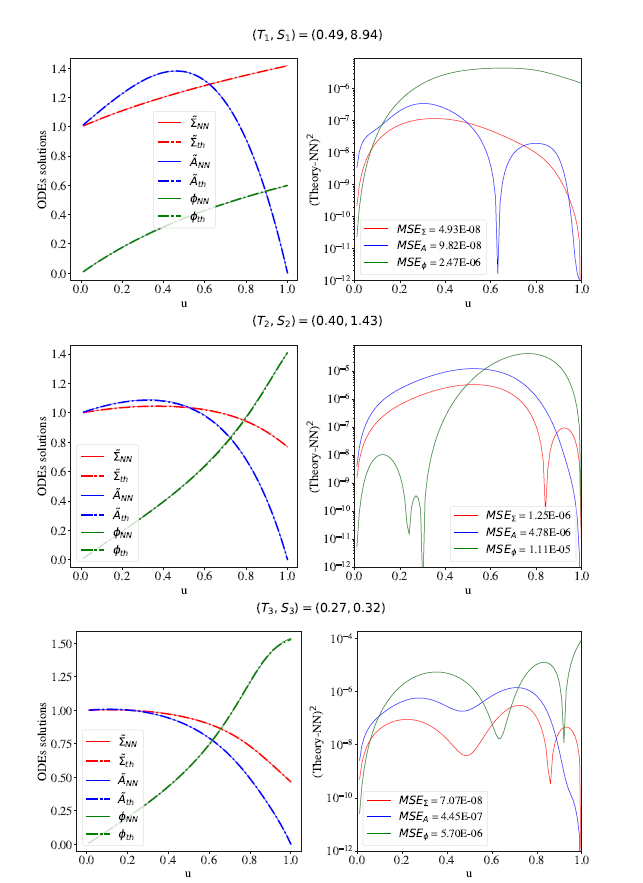 (T₁, S₁) = (0.49, 8.94)
ODEs solutions
1.4
1.2
1.0
0.8
0.6
0.4
0.2
0.0
Σ̃_NN
Σ̃_th
Ã_NN
Ã_th
ϕ_NN
ϕ_th
0.0 0.2 0.4 0.6 0.8 1.0
u
(Theory-NN)²
10⁻⁶
10⁻⁷
10⁻⁸
10⁻⁹
10⁻¹⁰
10⁻¹¹
10⁻¹²
MSE_Σ = 4.93E-08
MSE_A = 9.82E-08
MSE_ϕ = 2.47E-06
0.0 0.2 0.4 0.6 0.8 1.0
u
(T₂, S₂) = (0.40, 1.43)
ODEs solutions
1.4
1.2
1.0
0.8
0.6
0.4
0.2
0.0
Σ̃_NN
Σ̃_th
Ã_NN
Ã_th
ϕ_NN
ϕ_th
0.0 0.2 0.4 0.6 0.8 1.0
u
(Theory-NN)²
10⁻⁵
10⁻⁶
10⁻⁷
10⁻⁸
10⁻⁹
10⁻¹⁰
10⁻¹¹
10⁻¹²
MSE_Σ = 1.25E-06
MSE_A = 4.78E-06
MSE_ϕ = 1.11E-05
0.0 0.2 0.4 0.6 0.8 1.0
u
(T₃, S₃) = (0.27, 0.32)
ODEs solutions
1.50
1.25
1.00
0.75
0.50
0.25
0.00
Σ̃_NN
Σ̃_th
Ã_NN
Ã_th
ϕ_NN
ϕ_th
0.0 0.2 0.4 0.6 0.8 1.0
u
(Theory-NN)²
10⁻⁴
10⁻⁶
10⁻⁸
10⁻¹⁰
10⁻¹²
MSE_Σ = 7.07E-08
MSE_A = 4.45E-07
MSE_ϕ = 5.70E-06
0.0 0.2 0.4 0.6 0.8 1.0
u